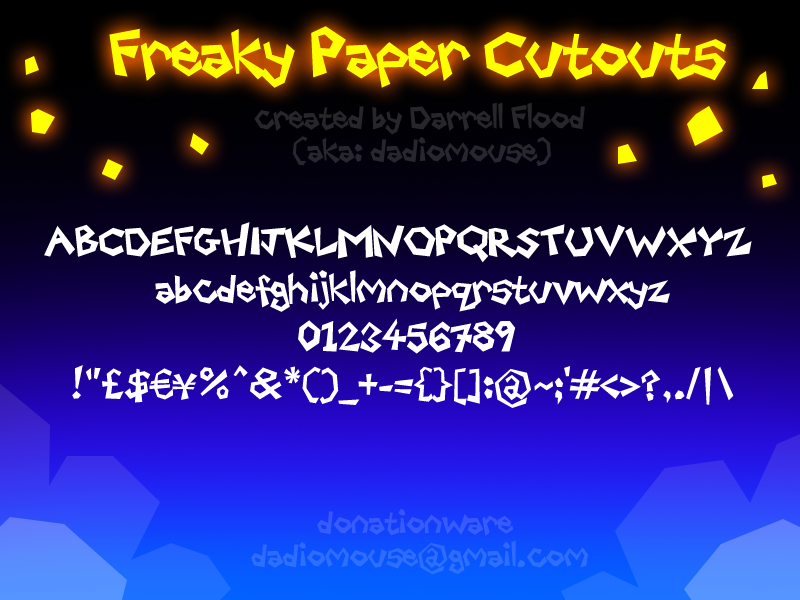 Freaky Paper Cutouts
created by Darrell Flood
(aka: dadiomouse)
ABCDEFGHIJKLMNOPQRSTUVWXYZ
abcdefghijklmnopqrstuvwxyz
0123456789
!"£$€¥%^&*()_+-={}[]:@~;'#<>?,./|\
donationware
dadiomouse@gmail.com